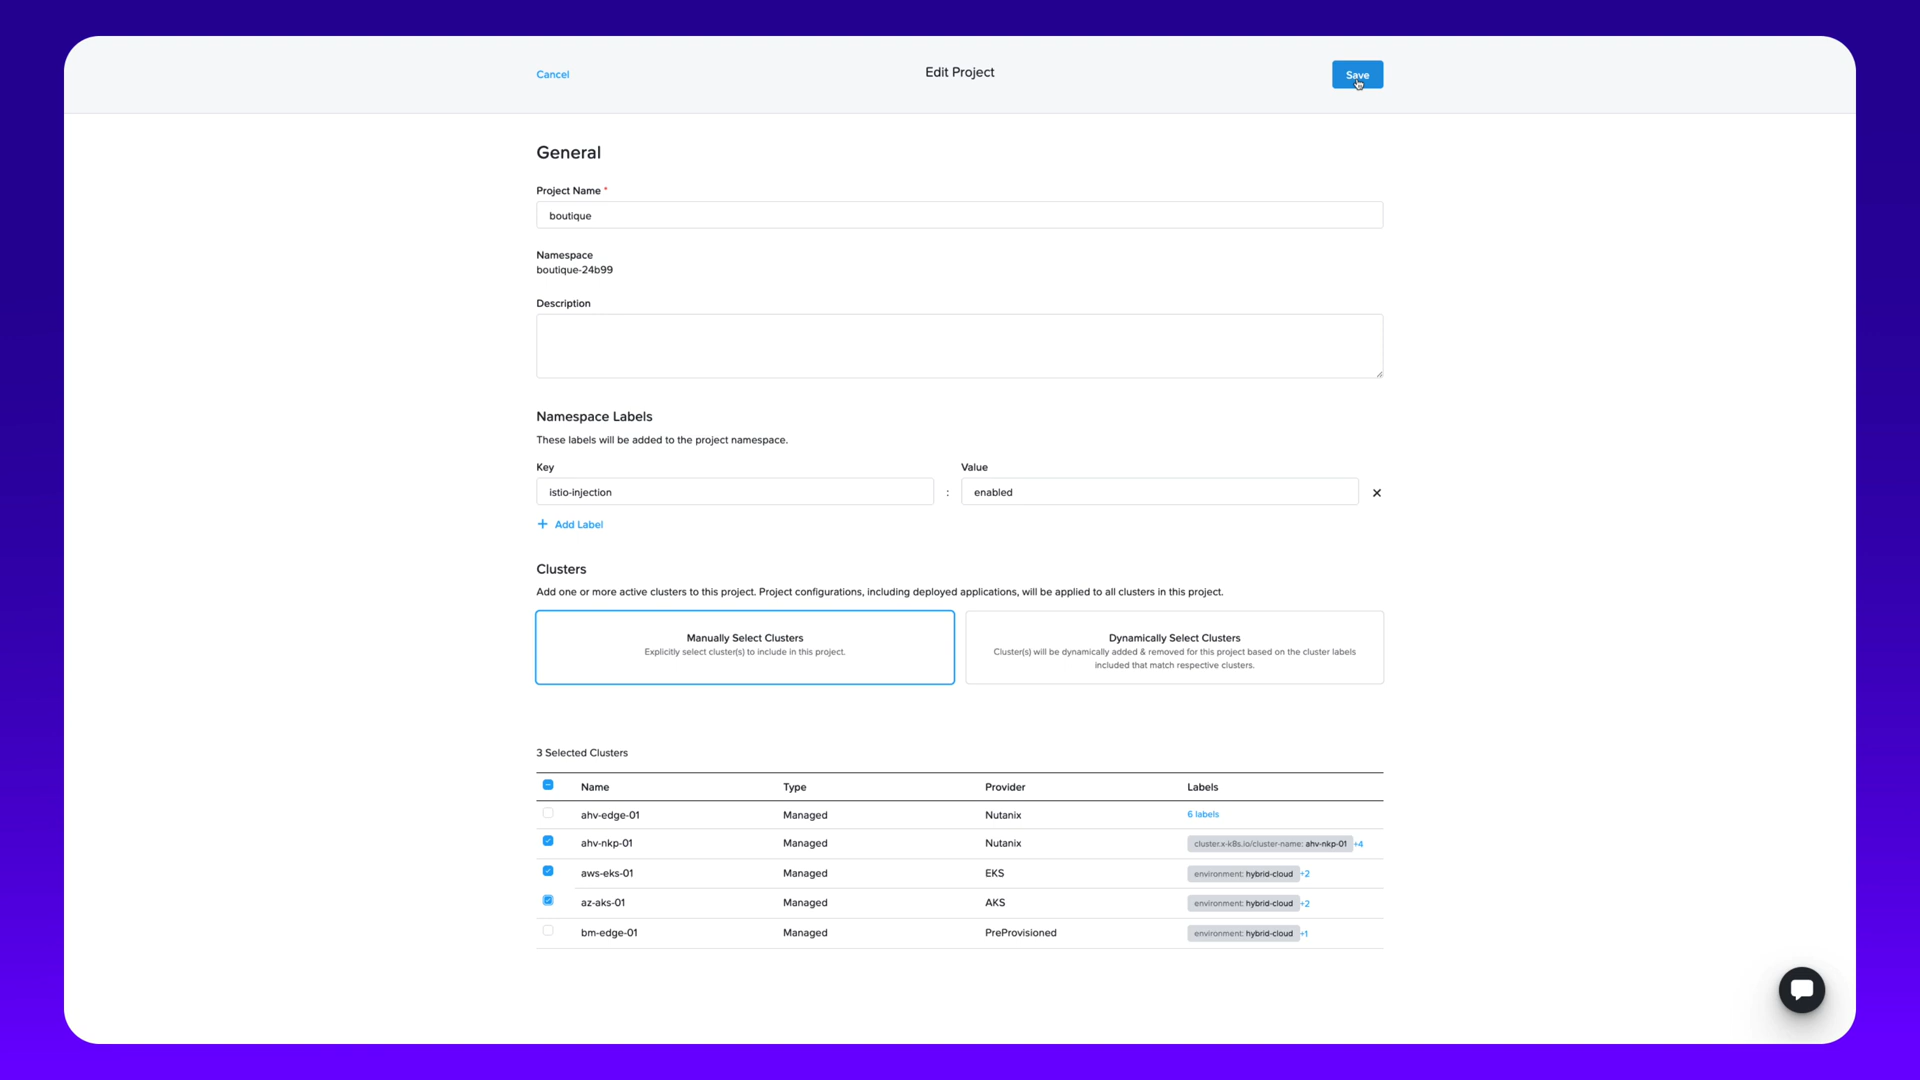 Cancel
Edit Project
Save
General
Project Name *
boutique
Namespace
boutique-24b99
Description
Namespace Labels
These labels will be added to the project namespace.
Key
Value
istio-injection
:
enabled
Add Label
Clusters
Add one or more active clusters to this project. Project configurations, including deployed applications, will be applied to all clusters in this project.
Manually Select Clusters
Explicitly select cluster(s) to include in this project.
Dynamically Select Clusters
Cluster(s) will be dynamically added & removed for this project based on the cluster labels
included that match respective clusters.
3 Selected Clusters
Name Type Provider Labels
ahv-edge-01 Managed Nutanix 6 labels
ahv-nkp-01 Managed Nutanix cluster.x-k8s.io/cluster-name: ahv-nkp-01 +4
aws-eks-01 Managed EKS environment: hybrid-cloud +2
az-aks-01 Managed AKS environment: hybrid-cloud +2
bm-edge-01 Managed PreProvisioned environment: hybrid-cloud +1